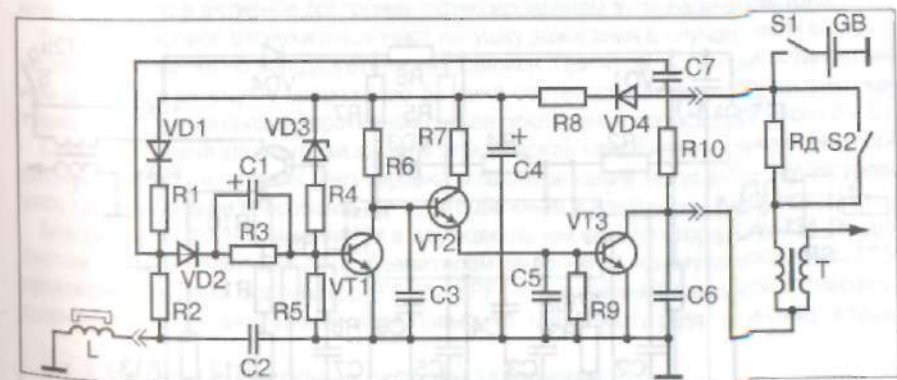 S1 GB
C7
VD1 VD3 R7 R8 VD4
R6 C4 + R10 Rд S2
R1 + C1 R4
R3 VT2 VT3
VD2 VT1 C5 T
R2 R5 C3 R9 C6
L C2